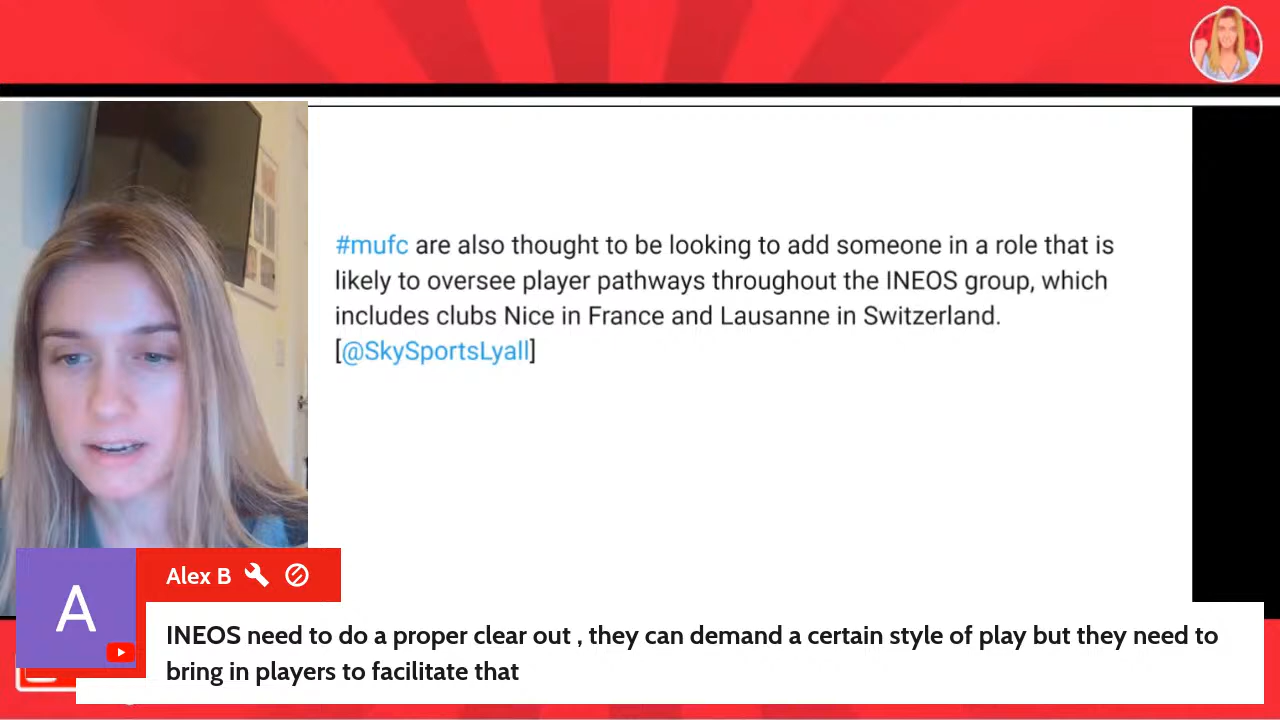 #mufc are also thought to be looking to add someone in a role that is
likely to oversee player pathways throughout the INEOS group, which
includes clubs Nice in France and Lausanne in Switzerland.
[@SkySportsLyall]
A
Alex B
INEOS need to do a proper clear out , they can demand a certain style of play but they need to
bring in players to facilitate that